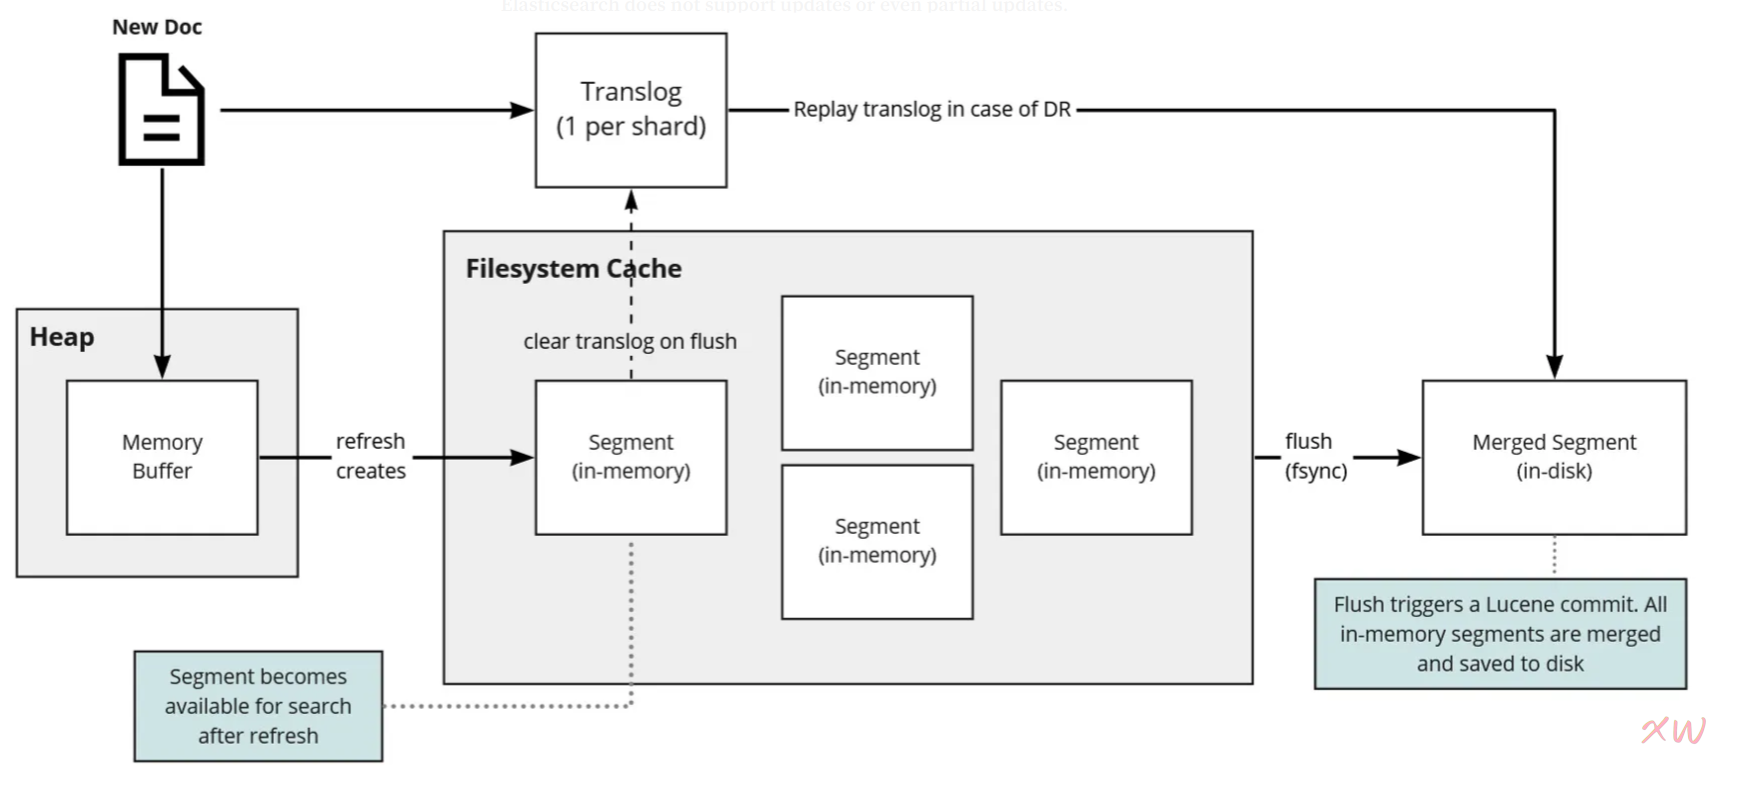 Elasticsearch does not support updates or even partial updates.
New Doc
Translog
(1 per shard)
Replay translog in case of DR
Filesystem Cache
Heap
clear translog on flush
Segment
(in-memory)
Memory
Buffer
refresh
creates
Segment
(in-memory)
Segment
(in-memory)
Segment
(in-memory)
flush
(fsync)
Merged Segment
(in-disk)
Flush triggers a Lucene commit. All
in-memory segments are merged
and saved to disk
Segment becomes
available for search
after refresh
XW